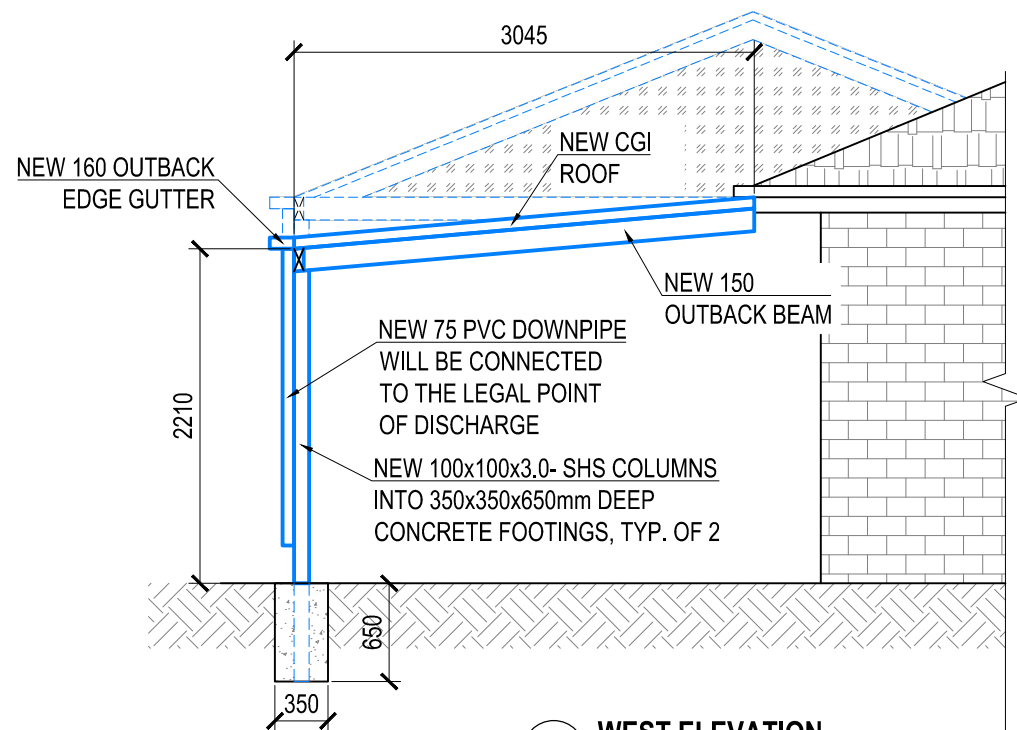 3045
NEW CGI
ROOF
NEW 160 OUTBACK
EDGE GUTTER
NEW 150
OUTBACK BEAM
NEW 75 PVC DOWNPIPE
WILL BE CONNECTED
TO THE LEGAL POINT
OF DISCHARGE
2210
NEW 100x100x3.0- SHS COLUMNS
INTO 350x350x650mm DEEP
CONCRETE FOOTINGS, TYP. OF 2
650
350
WEST ELEVATION